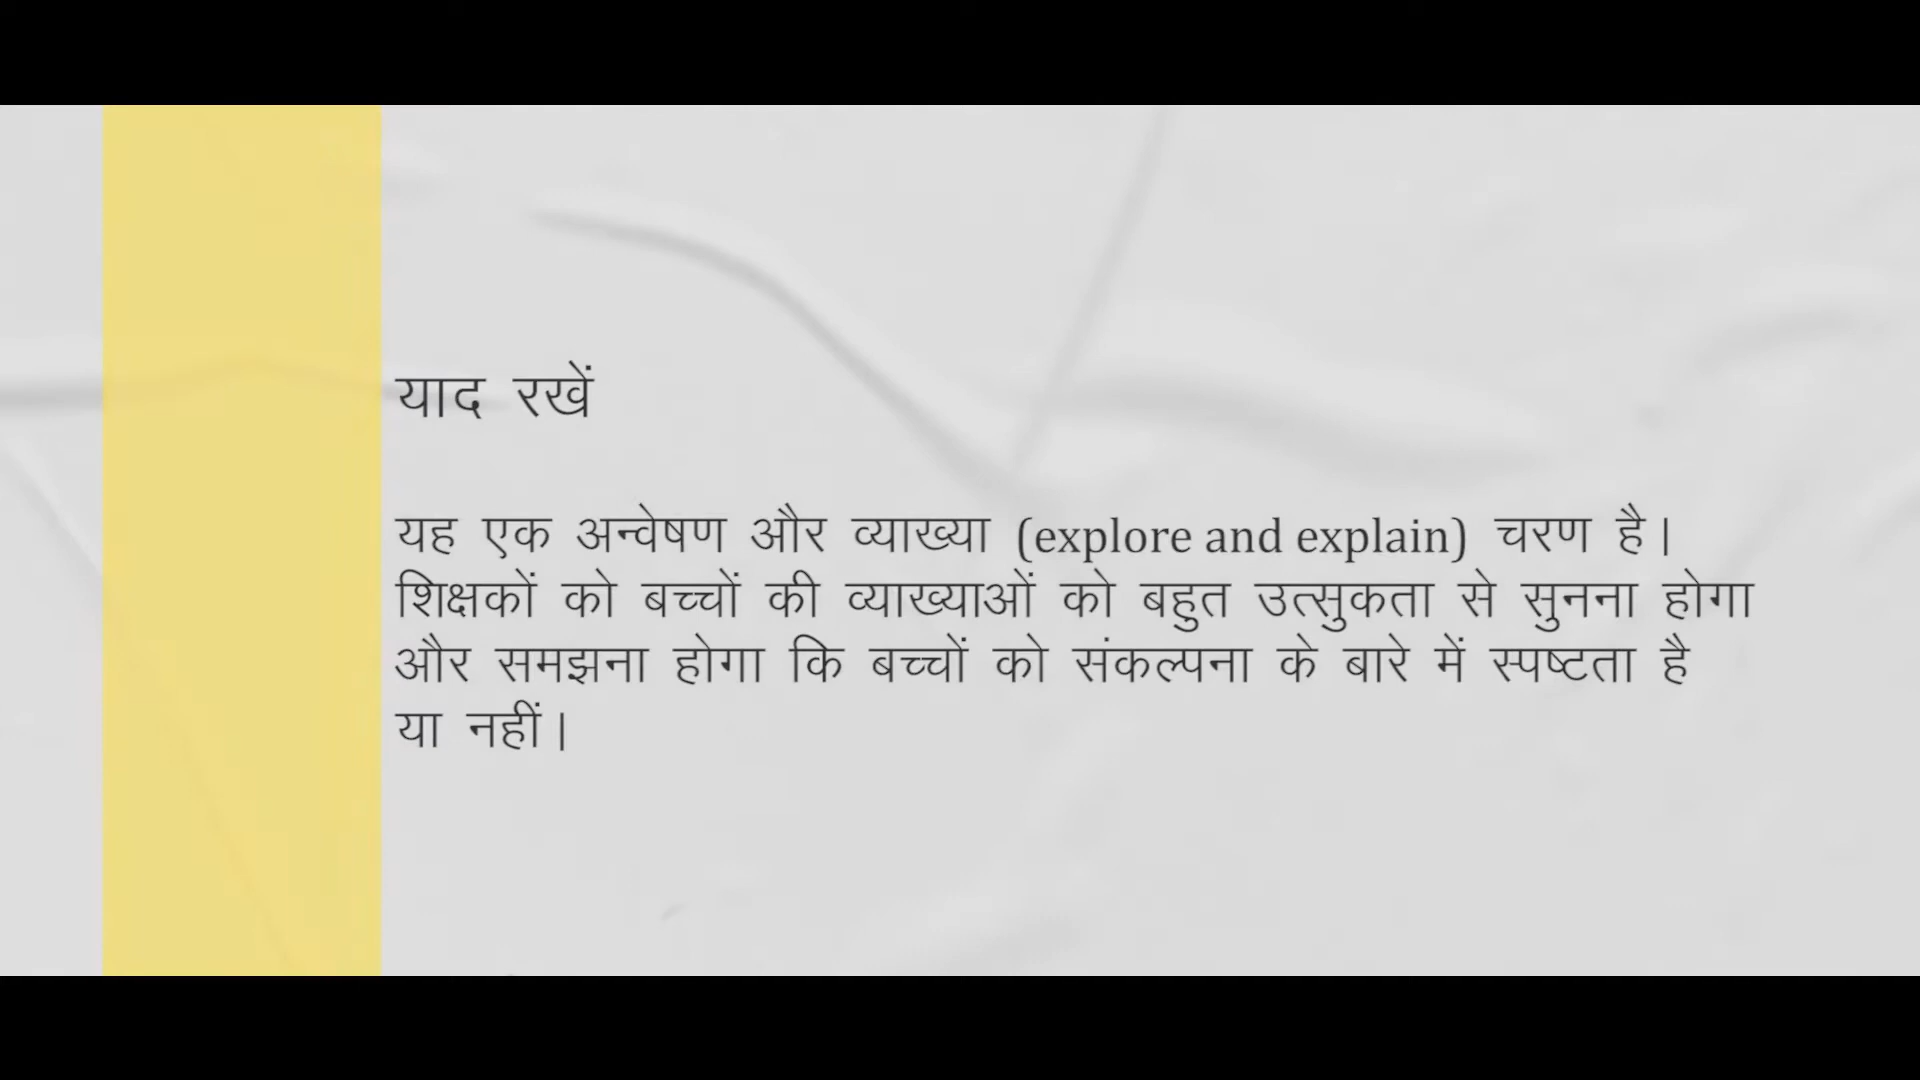 याद रखें
यह एक अन्वेषण और व्याख्या (explore and explain) चरण है।
शिक्षकों को बच्चों की व्याख्याओं को बहुत उत्सुकता से सुनना होगा
और समझना होगा कि बच्चों को संकल्पना के बारे में स्पष्टता है
या नहीं।